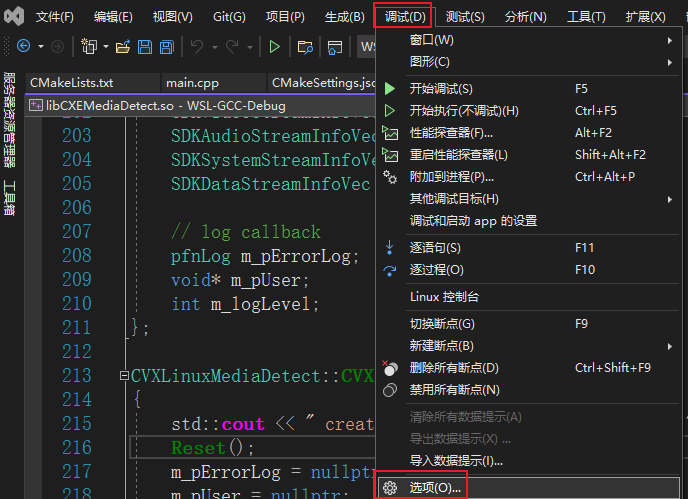 文件(F) 编辑(E) 视图(V) Git(G) 项目(P) 生成(B) 调试(D) 测试(S) 分析(N) 工具(T) 扩展(X)
服务器资源管理器
工具箱
CMakeLists.txt main.cpp CMakeSettings.jso
libCXEMediaDetect.so - WSL-GCC-Debug
203 SDKAudioStreamInfoVec
204 SDKSystemStreamInfoVe
205 SDKDataStreamInfoVec
206
207 // log callback
208 pfnLog m_pErrorLog;
209 void* m_pUser;
210 int m_logLevel;
211 };
212
213 CVXLinuxMediaDetect::CVX
214 {
215 std::cout << " creat
216 Reset();
217 m_pErrorLog = nullptr
218 m_pUser = nullptr;
窗口(W)
图形(C)
开始调试(S) F5
开始执行(不调试)(H) Ctrl+F5
性能探查器(F)... Alt+F2
重启性能探查器(L) Shift+Alt+F2
附加到进程(P)... Ctrl+Alt+P
其他调试目标(H)
调试和启动 app 的设置
逐语句(S) F11
逐过程(O) F10
Linux 控制台
切换断点(G) F9
新建断点(B)
删除所有断点(D) Ctrl+Shift+F9
禁用所有断点(N)
清除所有数据提示(A)
导出数据提示(X) ...
导入数据提示(I)...
选项(O)...